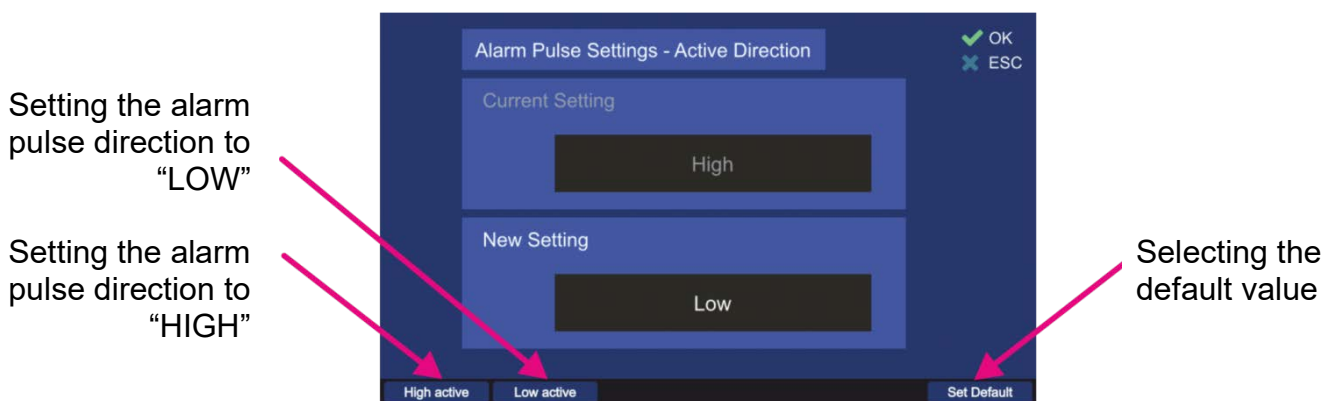 Setting the alarm
pulse direction to
“LOW”
Setting the alarm
pulse direction to
“HIGH”
Alarm Pulse Settings - Active Direction
OK
ESC
Current Setting
High
New Setting
Low
High active
Low active
Set Default
Selecting the
default value